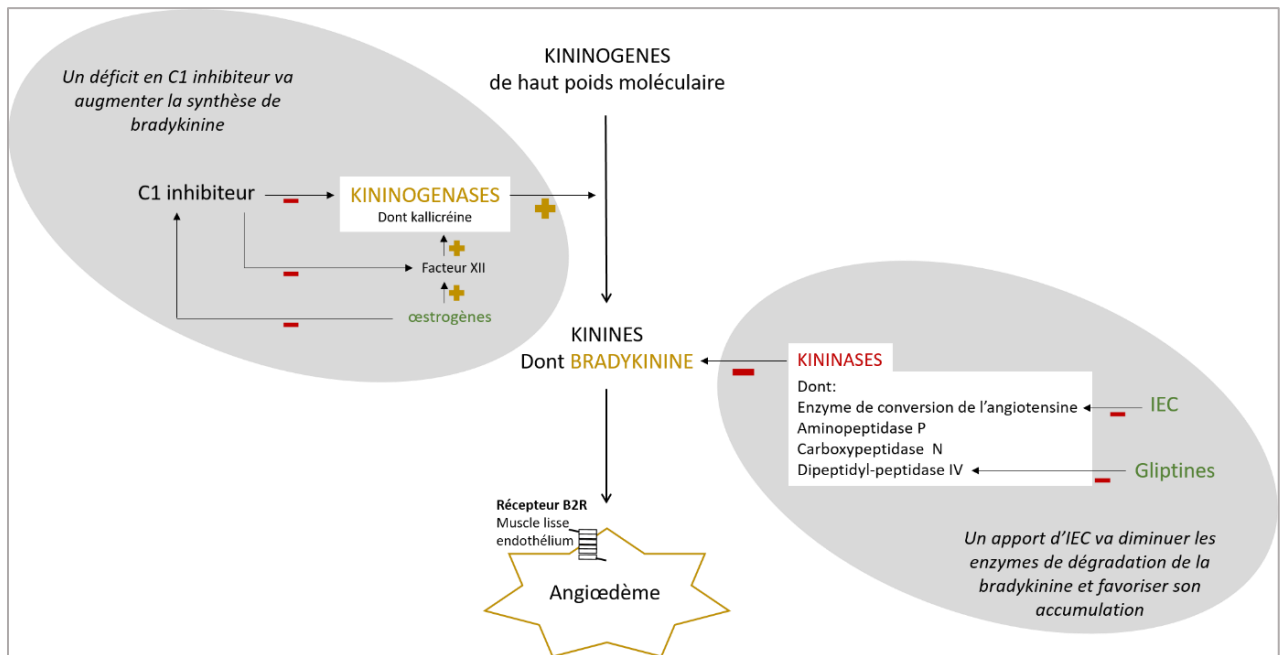 KININOGENES
de haut poids moléculaire
Un déficit en C1 inhibiteur va
augmenter la synthèse de
bradykinine
C1 inhibiteur
KININOGENASES
Dont kallicréine
Facteur XII
œstrogènes
KININES
Dont BRADYKININE
KININASES
Dont:
Enzyme de conversion de l’angiotensine
Aminopeptidase P
Carboxypeptidase N
Dipeptidyl-peptidase IV
IEC
Gliptines
Un apport d’IEC va diminuer les
enzymes de dégradation de la
bradykinine et favoriser son
accumulation
Récepteur B2R
Muscle lisse
endothélium
Angiœdème